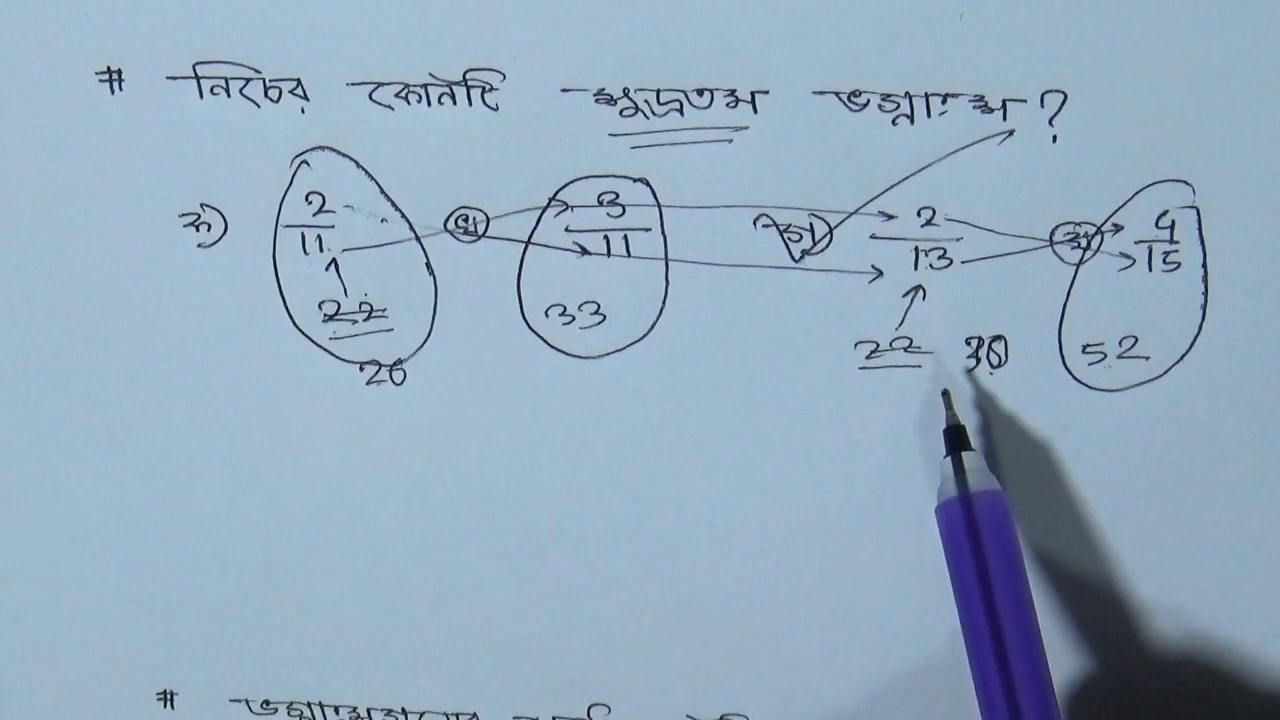 # নিচের কোনটি ক্ষুদ্রতম ভগ্নাংশ ?
ক) 2/11 খ 3/11 গ) 2/13 ঘ 4/15
22 33 22 30 52
26
#